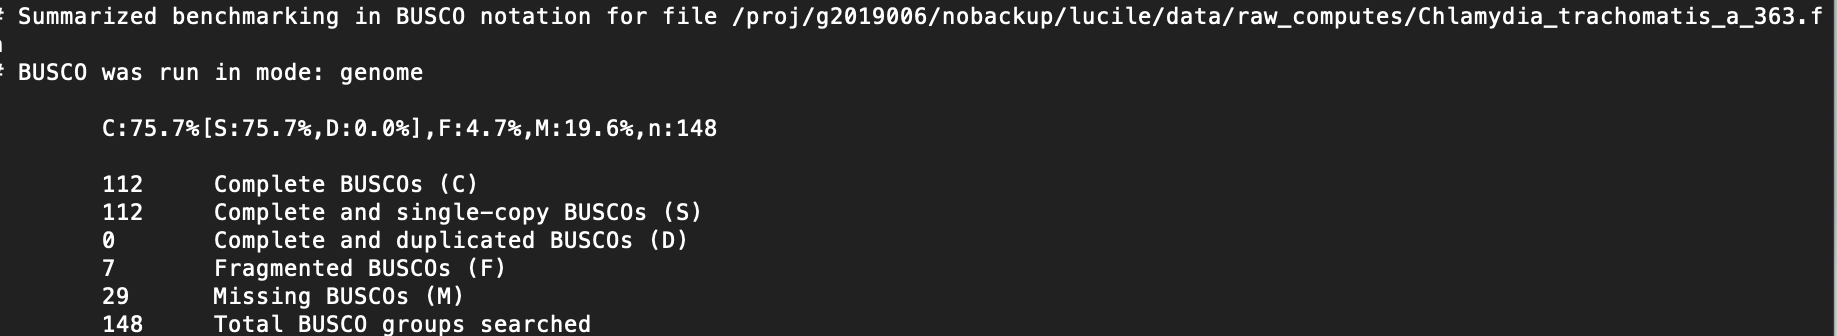 # Summarized benchmarking in BUSCO notation for file /proj/g2019006/nobackup/lucile/data/raw_computes/Chlamydia_trachomatis_a_363.f
a
# BUSCO was run in mode: genome
C:75.7%[S:75.7%,D:0.0%],F:4.7%,M:19.6%,n:148
112 Complete BUSCOs (C)
112 Complete and single-copy BUSCOs (S)
0 Complete and duplicated BUSCOs (D)
7 Fragmented BUSCOs (F)
29 Missing BUSCOs (M)
148 Total BUSCO groups searched